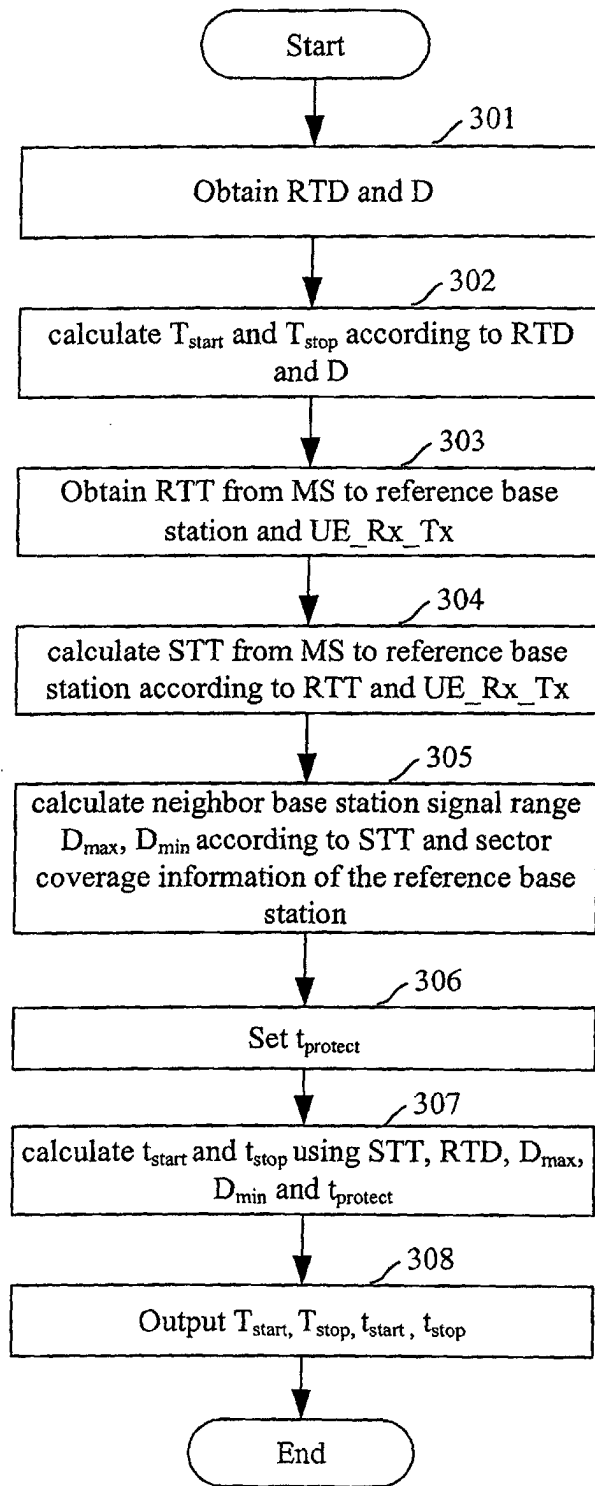 Start
301
Obtain RTD and D
302
calculate Tstart and Tstop according to RTD
and D
303
Obtain RTT from MS to reference base
station and UE_Rx_Tx
304
calculate STT from MS to reference base
station according to RTT and UE_Rx_Tx
305
calculate neighbor base station signal range
Dmax, Dmin according to STT and sector
coverage information of the reference base
station
306
Set tprotect
307
calculate tstart and tstop using STT, RTD, Dmax,
Dmin and tprotect
308
Output Tstart, Tstop, tstart, tstop
End